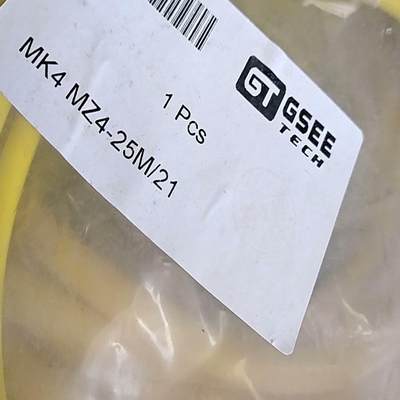 GT GSEE
TECH
1 Pcs
MK4 MZ4-25M/21